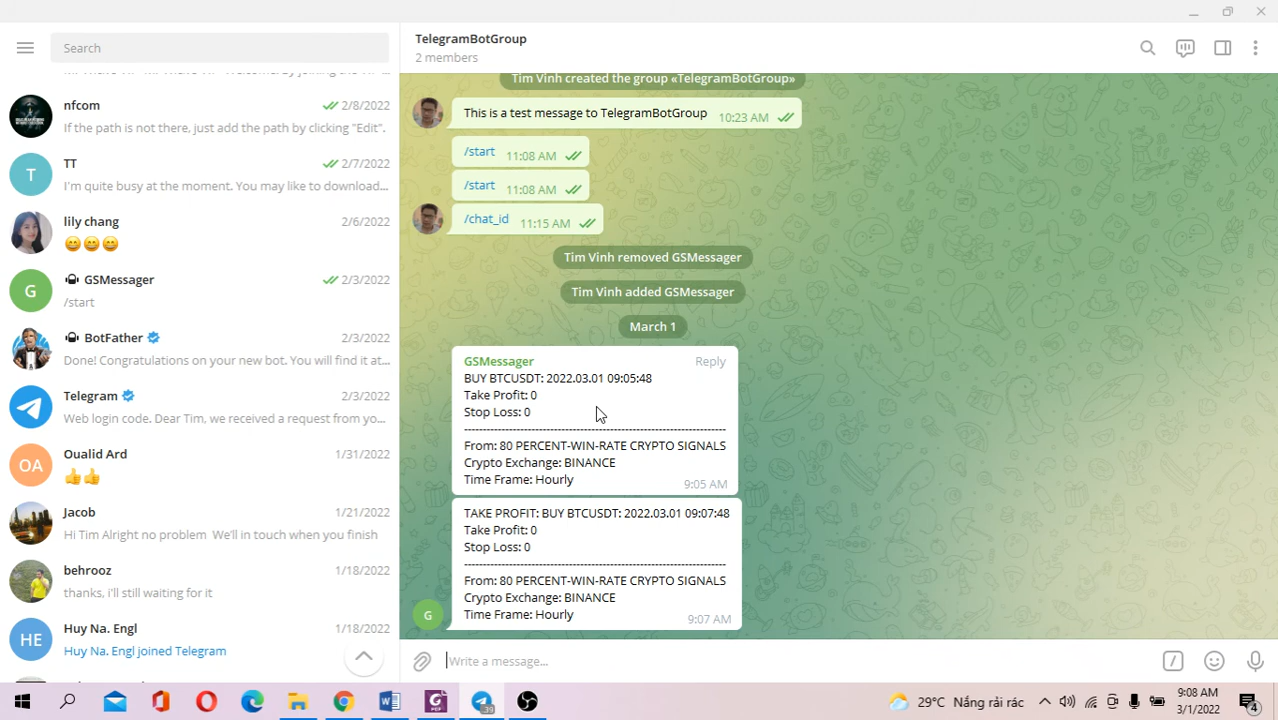 Search
nfcom
2/8/2022
If the path is not there, just add the path by clicking "Edit".
T
TT
2/7/2022
I'm quite busy at the moment. You may like to download...
lily chang
2/6/2022
G
GSMessager
2/3/2022
/start
BotFather
2/3/2022
Done! Congratulations on your new bot. You will find it at...
Telegram
2/3/2022
Web login code. Dear Tim, we received a request from yo...
OA
Oualid Ard
1/31/2022
Jacob
1/21/2022
Hi Tim Alright no problem We'll in touch when you finish
behrooz
1/18/2022
thanks, i'll still waiting for it
HE
Huy Na. Engl
1/18/2022
Huy Na. Engl joined Telegram
TelegramBotGroup
2 members
Tim Vinh created the group «TelegramBotGroup»
This is a test message to TelegramBotGroup 10:23 AM
/start 11:08 AM
/start 11:08 AM
/chat_id 11:15 AM
Tim Vinh removed GSMessager
Tim Vinh added GSMessager
March 1
GSMessager Reply
BUY BTCUSDT: 2022.03.01 09:05:48
Take Profit: 0
Stop Loss: 0
--------------------------------------------------------
From: 80 PERCENT-WIN-RATE CRYPTO SIGNALS
Crypto Exchange: BINANCE
Time Frame: Hourly
9:05 AM
TAKE PROFIT: BUY BTCUSDT: 2022.03.01 09:07:48
Take Profit: 0
Stop Loss: 0
--------------------------------------------------------
From: 80 PERCENT-WIN-RATE CRYPTO SIGNALS
Crypto Exchange: BINANCE
Time Frame: Hourly
9:07 AM
G
Write a message...
29°C Nắng rải rác
9:08 AM
3/1/2022
4